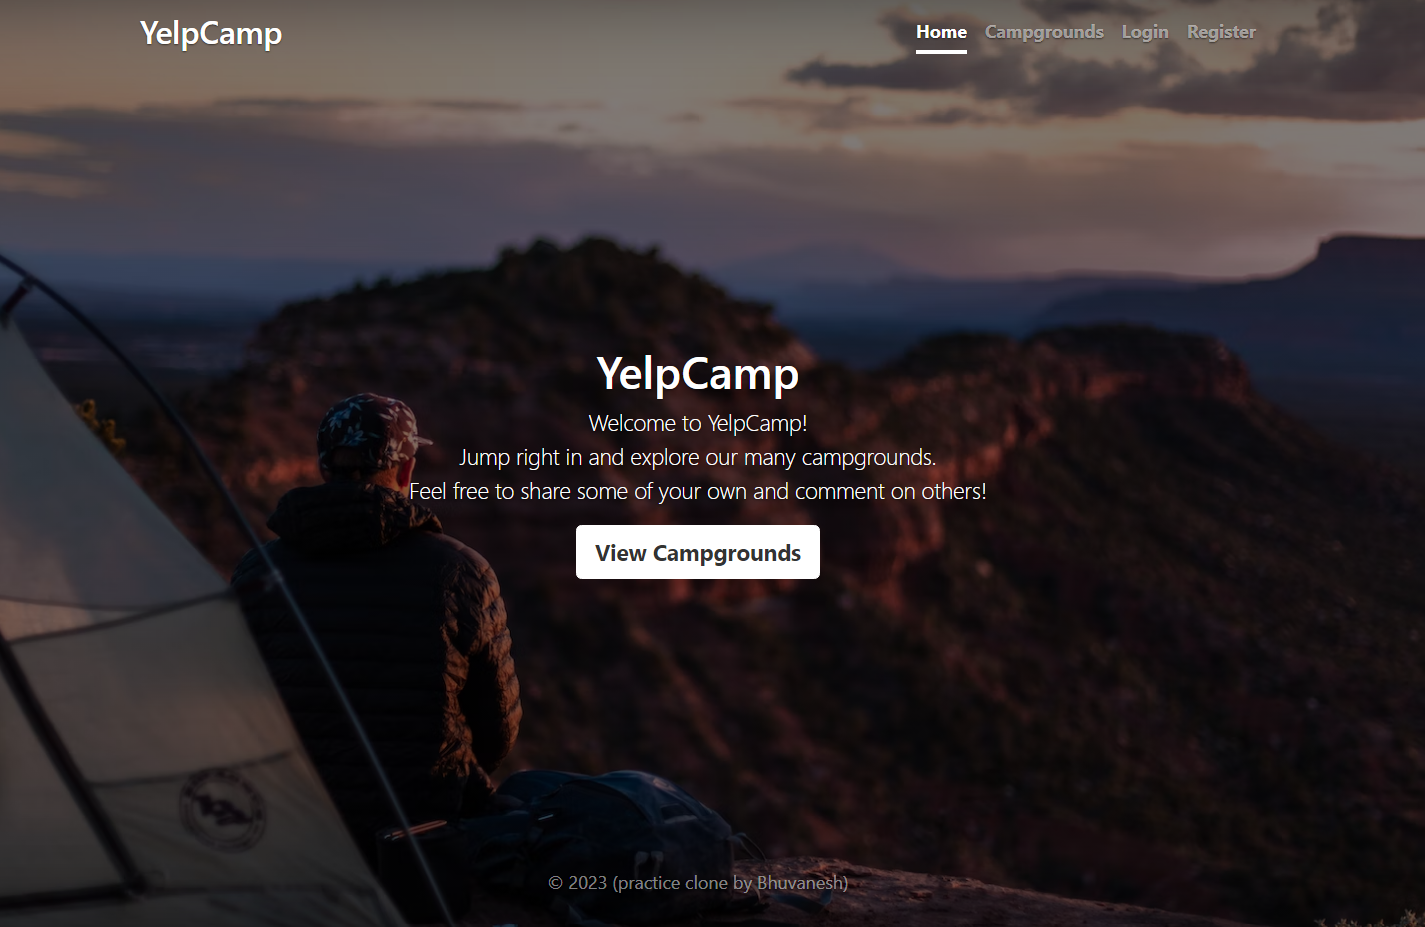 YelpCamp
Home Campgrounds Login Register
YelpCamp
Welcome to YelpCamp!
Jump right in and explore our many campgrounds.
Feel free to share some of your own and comment on others!
View Campgrounds
© 2023 (practice clone by Bhuvanesh)